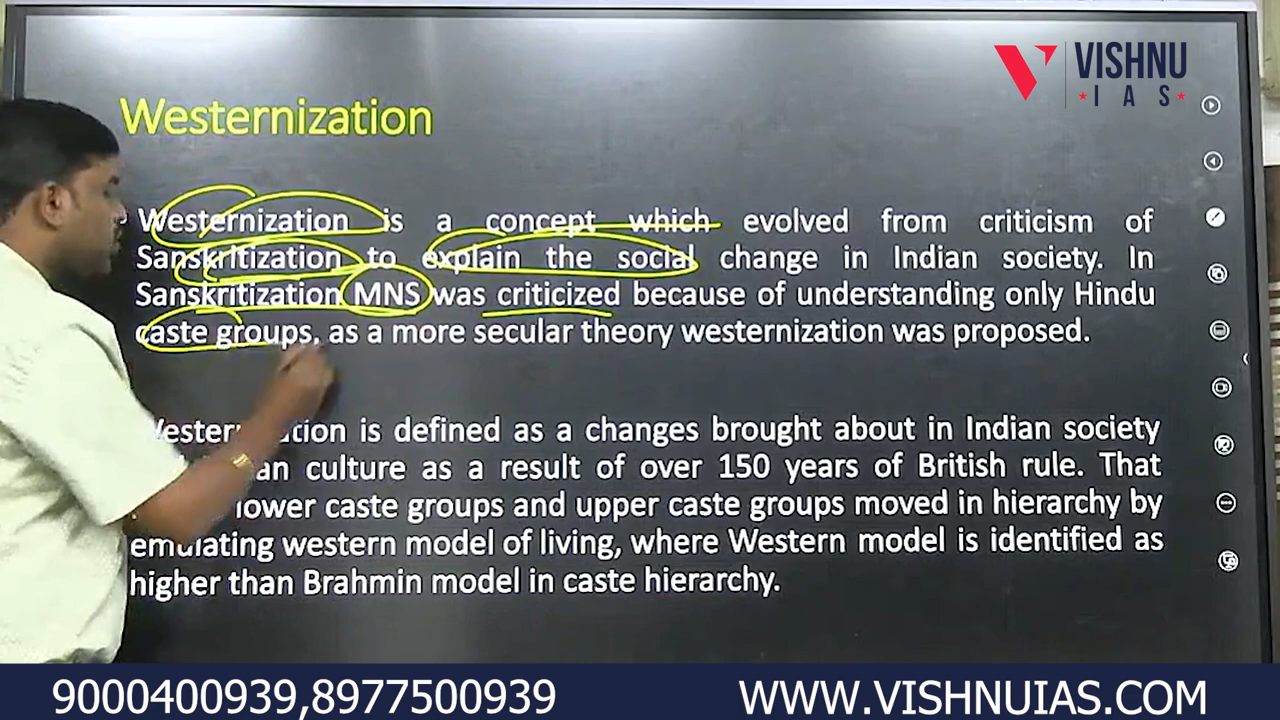 VISHNU
IAS
Westernization
Westernization is a concept which evolved from criticism of
Sanskritization to explain the social change in Indian society. In
Sanskritization MNS was criticized because of understanding only Hindu
caste groups, as a more secular theory westernization was proposed.
is defined as a changes brought about in Indian society
culture as a result of over 150 years of British rule. That
lower caste groups and upper caste groups moved in hierarchy by
emulating western model of living, where Western model is identified as
higher than Brahmin model in caste hierarchy.
9000400939,8977500939 WWW.VISHNUIAS.COM